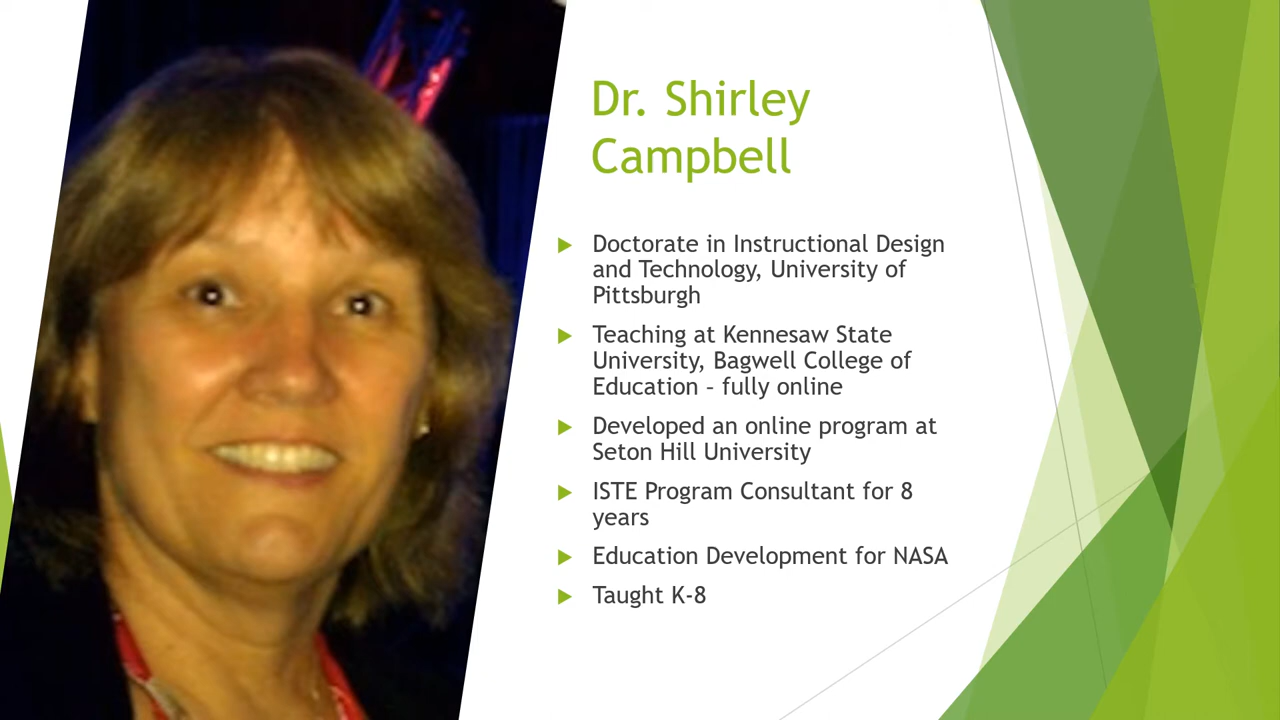 Dr. Shirley
Campbell
Doctorate in Instructional Design
and Technology, University of
Pittsburgh
Teaching at Kennesaw State
University, Bagwell College of
Education – fully online
Developed an online program at
Seton Hill University
ISTE Program Consultant for 8
years
Education Development for NASA
Taught K-8